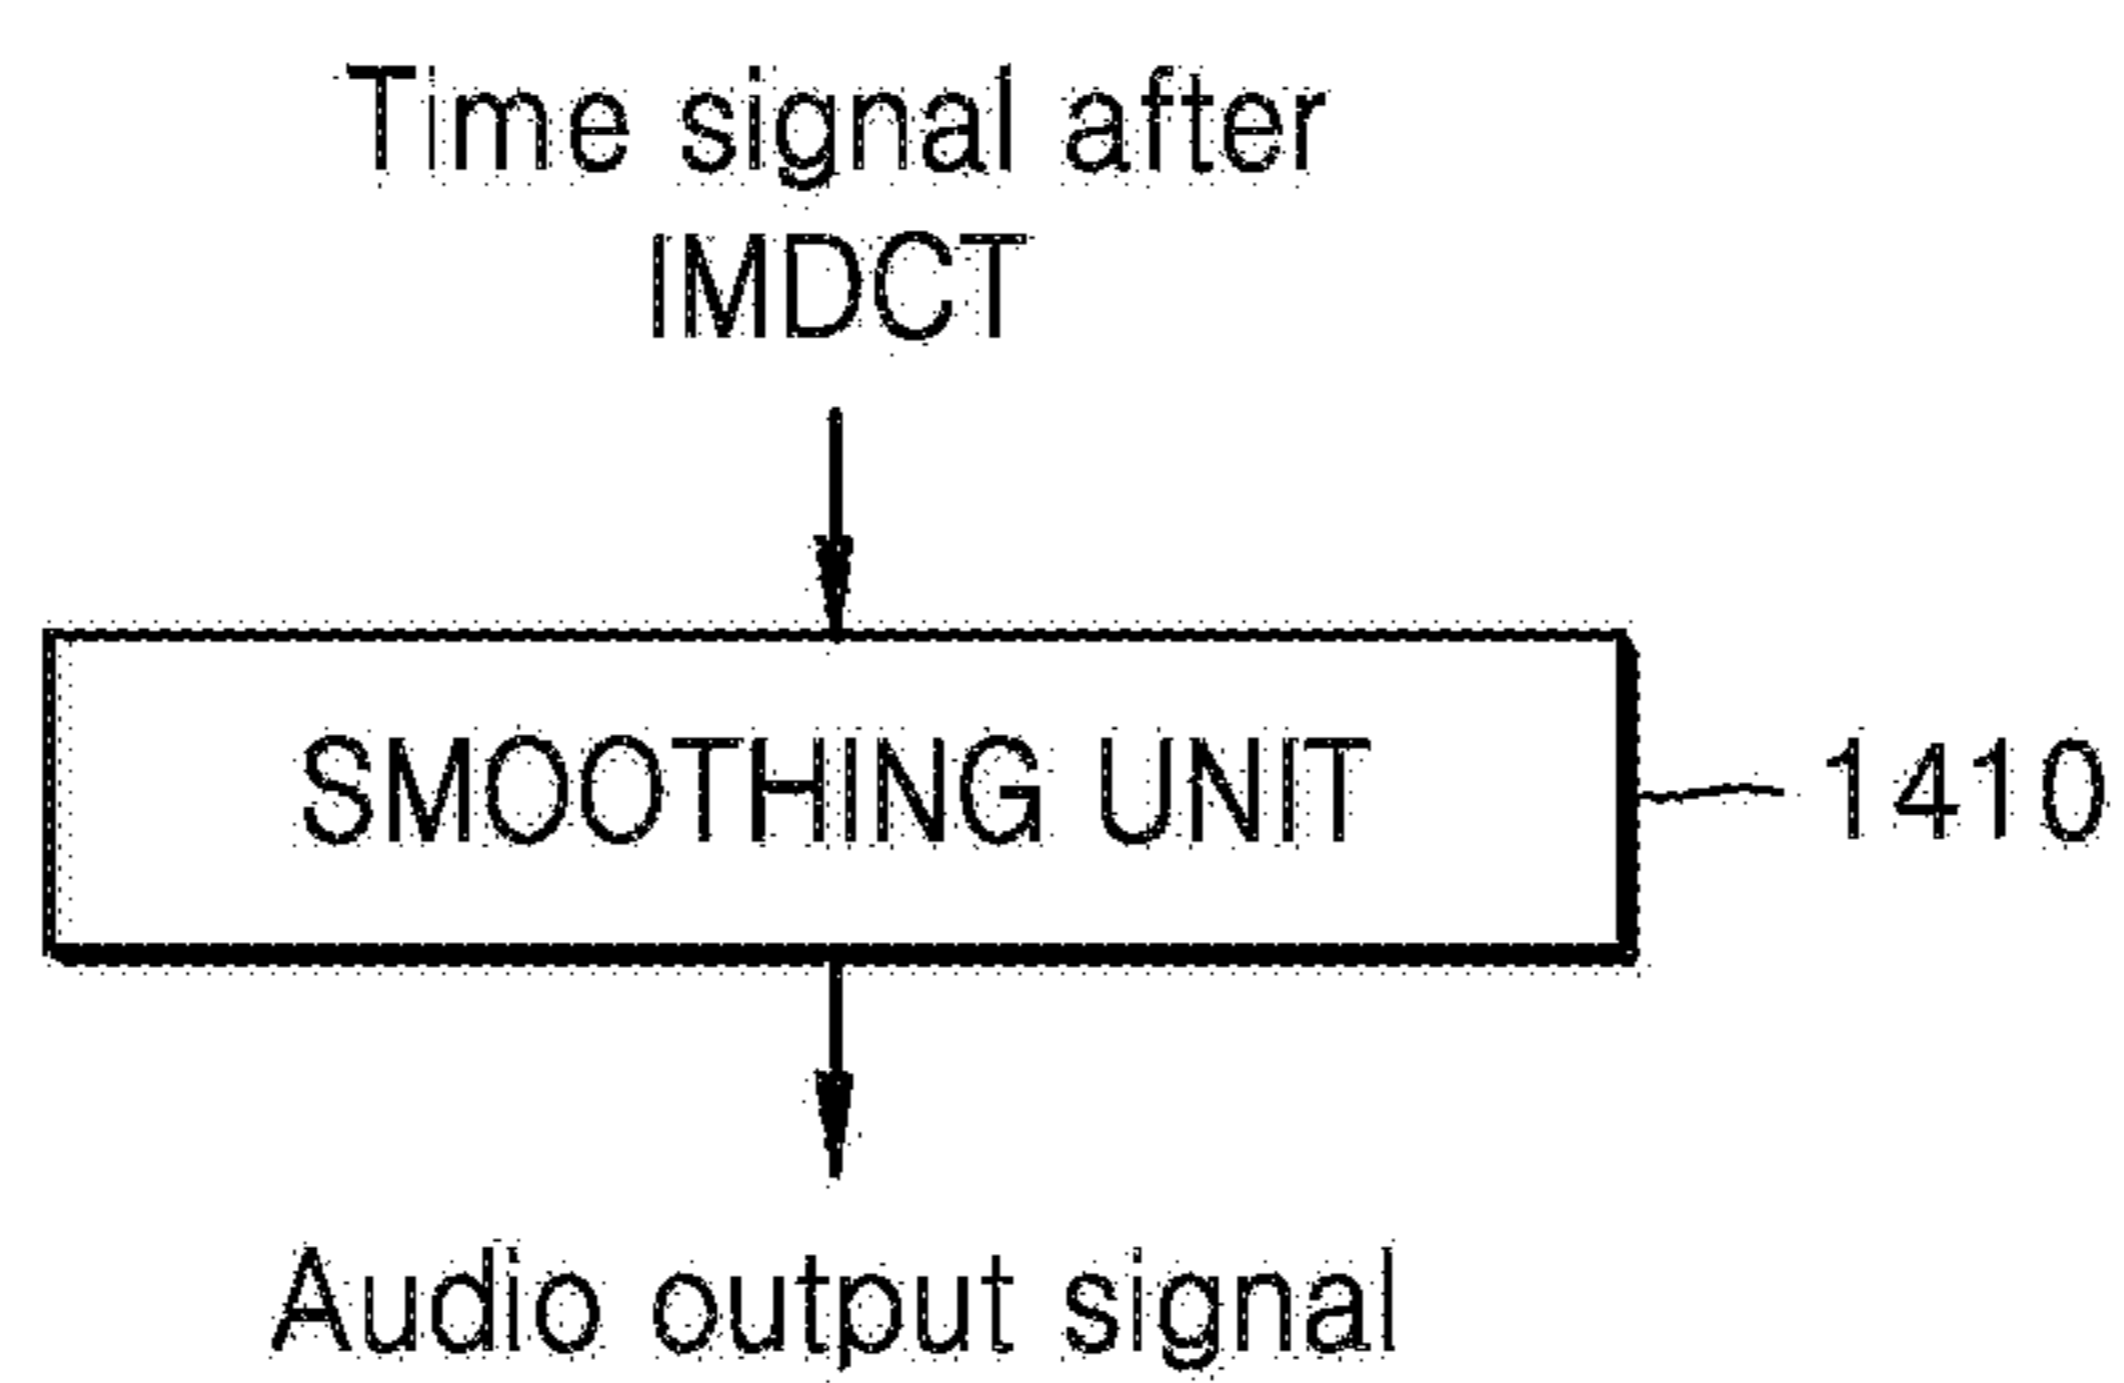 Time signal after
IMDCT
SMOOTHING UNIT
1410
Audio output signal